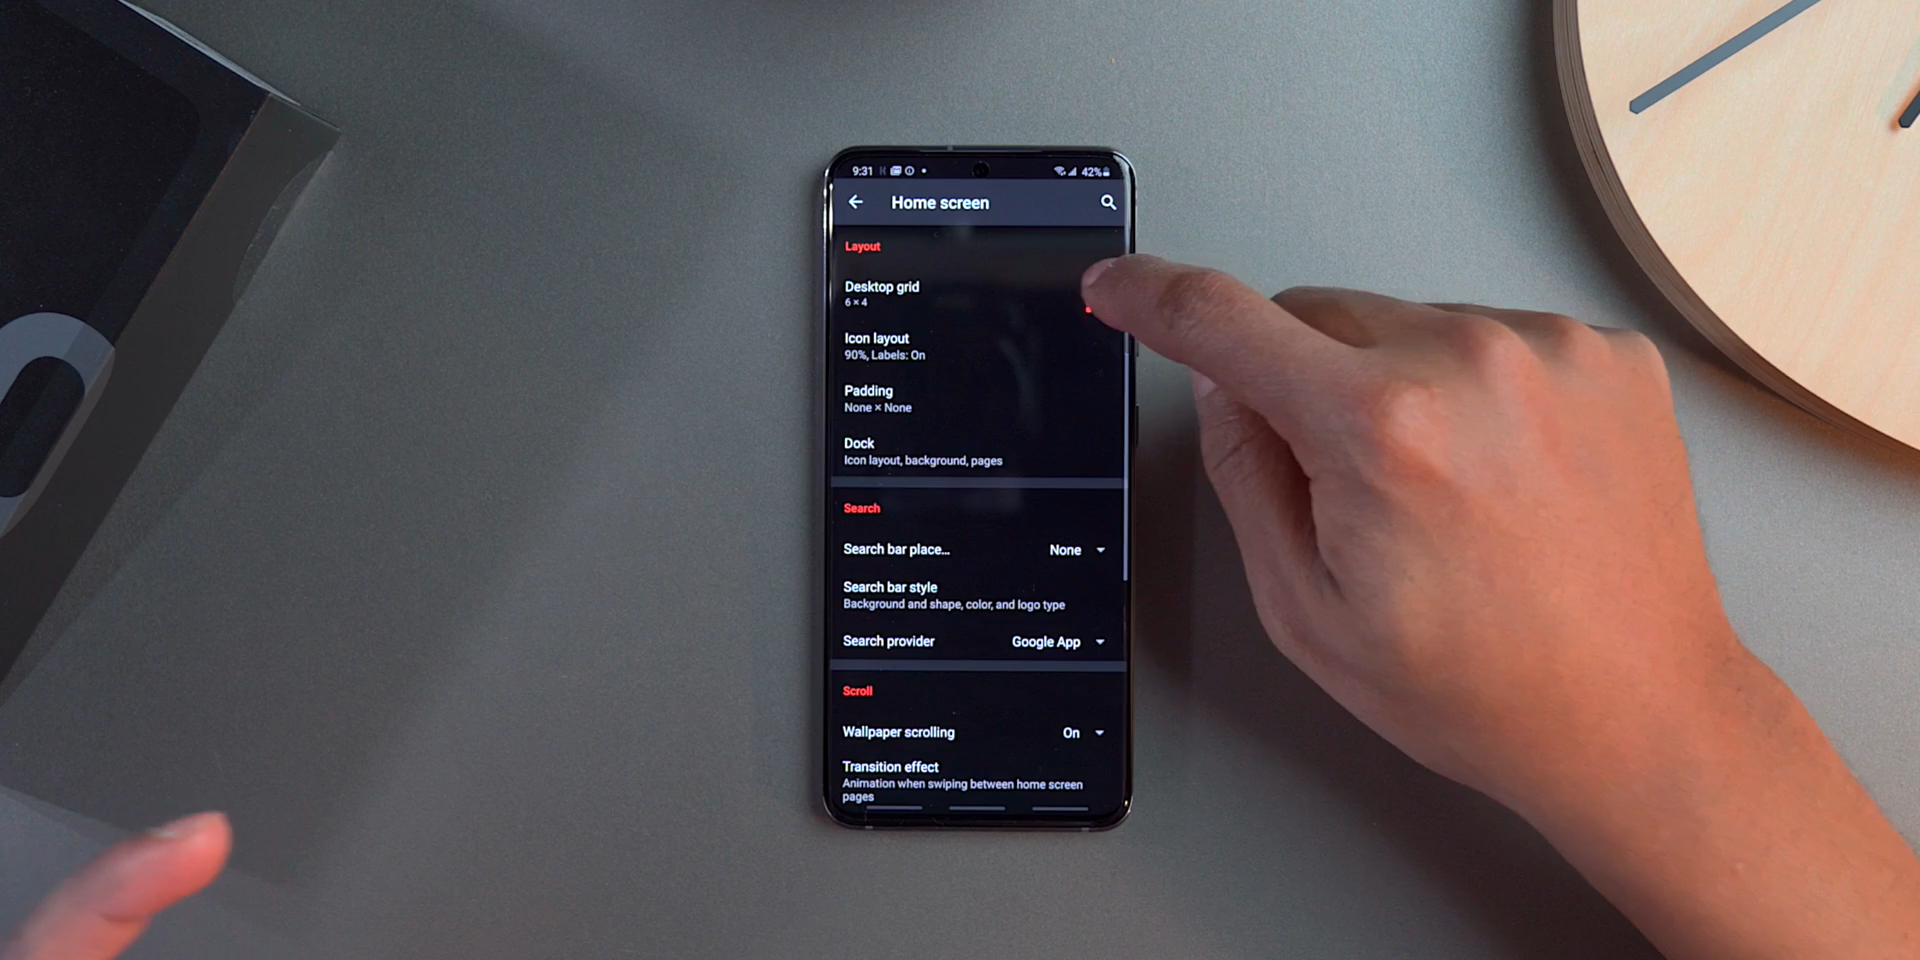 9:31
42%
Home screen
Layout
Desktop grid
6 × 4
Icon layout
90%, Labels: On
Padding
None × None
Dock
Icon layout, background, pages
Search
Search bar place... None
Search bar style
Background and shape, color, and logo type
Search provider Google App
Scroll
Wallpaper scrolling On
Transition effect
Animation when swiping between home screen
pages